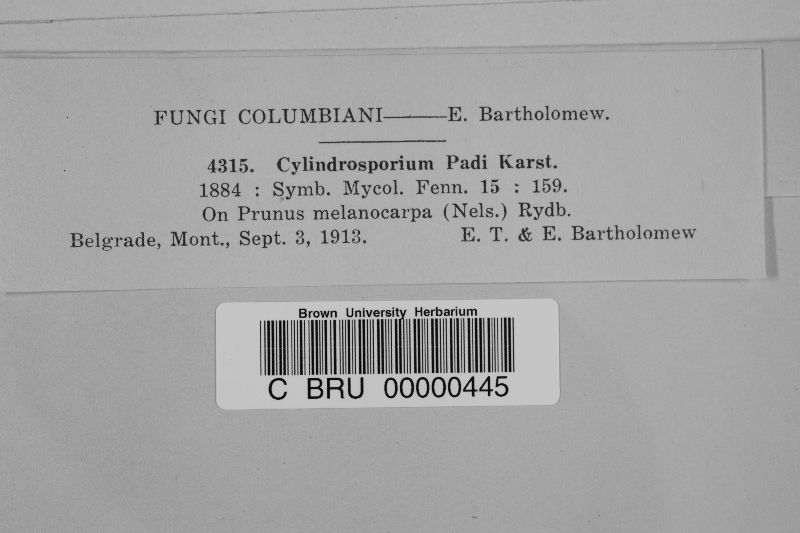 FUNGI COLUMBIANI——E. Bartholomew.
4315. Cylindrosporium Padi Karst.
1884 : Symb. Mycol. Fenn. 15 : 159.
On Prunus melanocarpa (Nels.) Rydb.
Belgrade, Mont., Sept. 3, 1913. E. T. & E. Bartholomew
Brown University Herbarium
C BRU 00000445